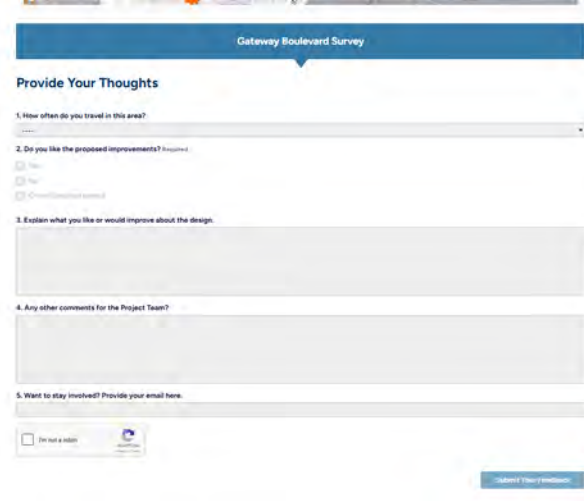 Gateway Boulevard Survey
Provide Your Thoughts
1. How often do you travel in this area?
----
2. Do you like the proposed improvements? Required
Yes
No
3. Explain what you like or would improve about the design.
4. Any other comments for the Project Team?
5. Want to stay involved? Provide your email here.
I'm not a robot
Submit Your Feedback